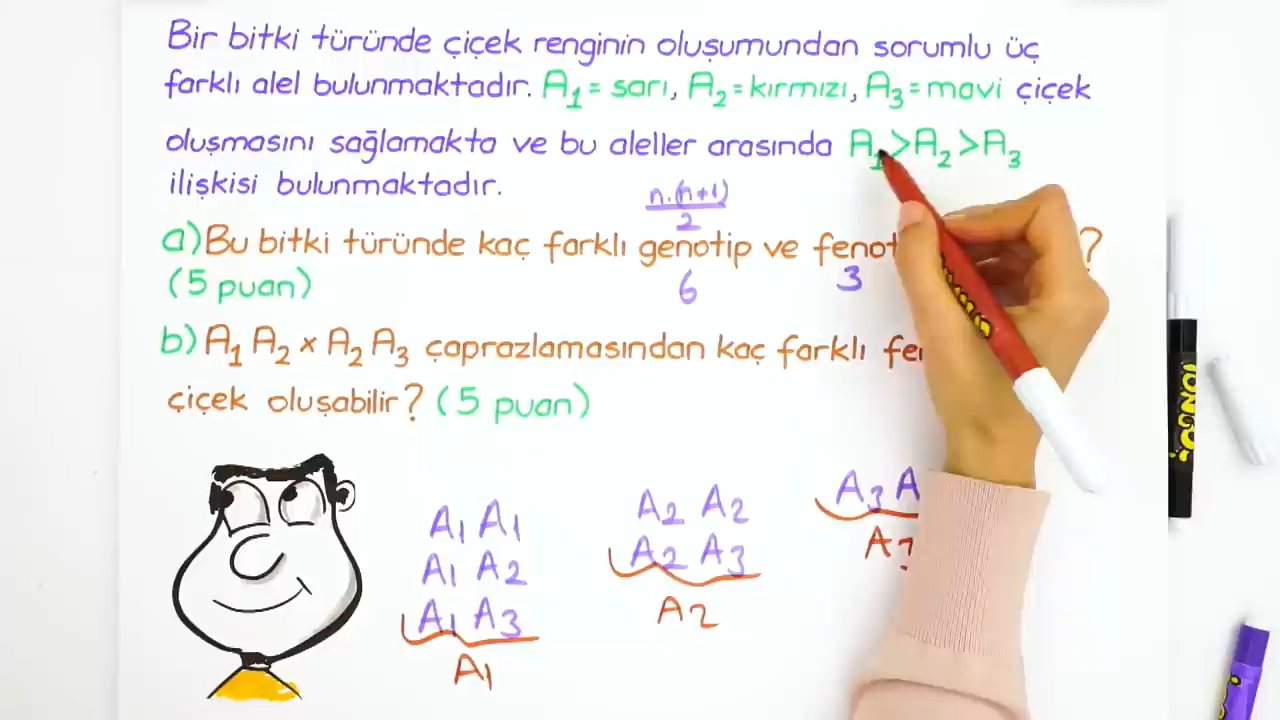 Bir bitki türünde çiçek renginin oluşumundan sorumlu üç
farklı alel bulunmaktadır. A₁ = sarı, A₂ = kırmızı, A₃ = mavi çiçek
oluşmasını sağlamakta ve bu aleller arasında A₁ > A₂ > A₃
ilişkisi bulunmaktadır.
n.(n+1)
2
a) Bu bitki türünde kaç farklı genotip ve ?
(5 puan) 6 3
b) A₁ A₂ x A₂ A₃ çaprazlamasından kaç farklı
çiçek oluşabilir? (5 puan)
A₁ A₁
A₁ A₂
A₁ A₃
A₁
A₂ A₂
A₂ A₃
A₂
A₃ A
A₃